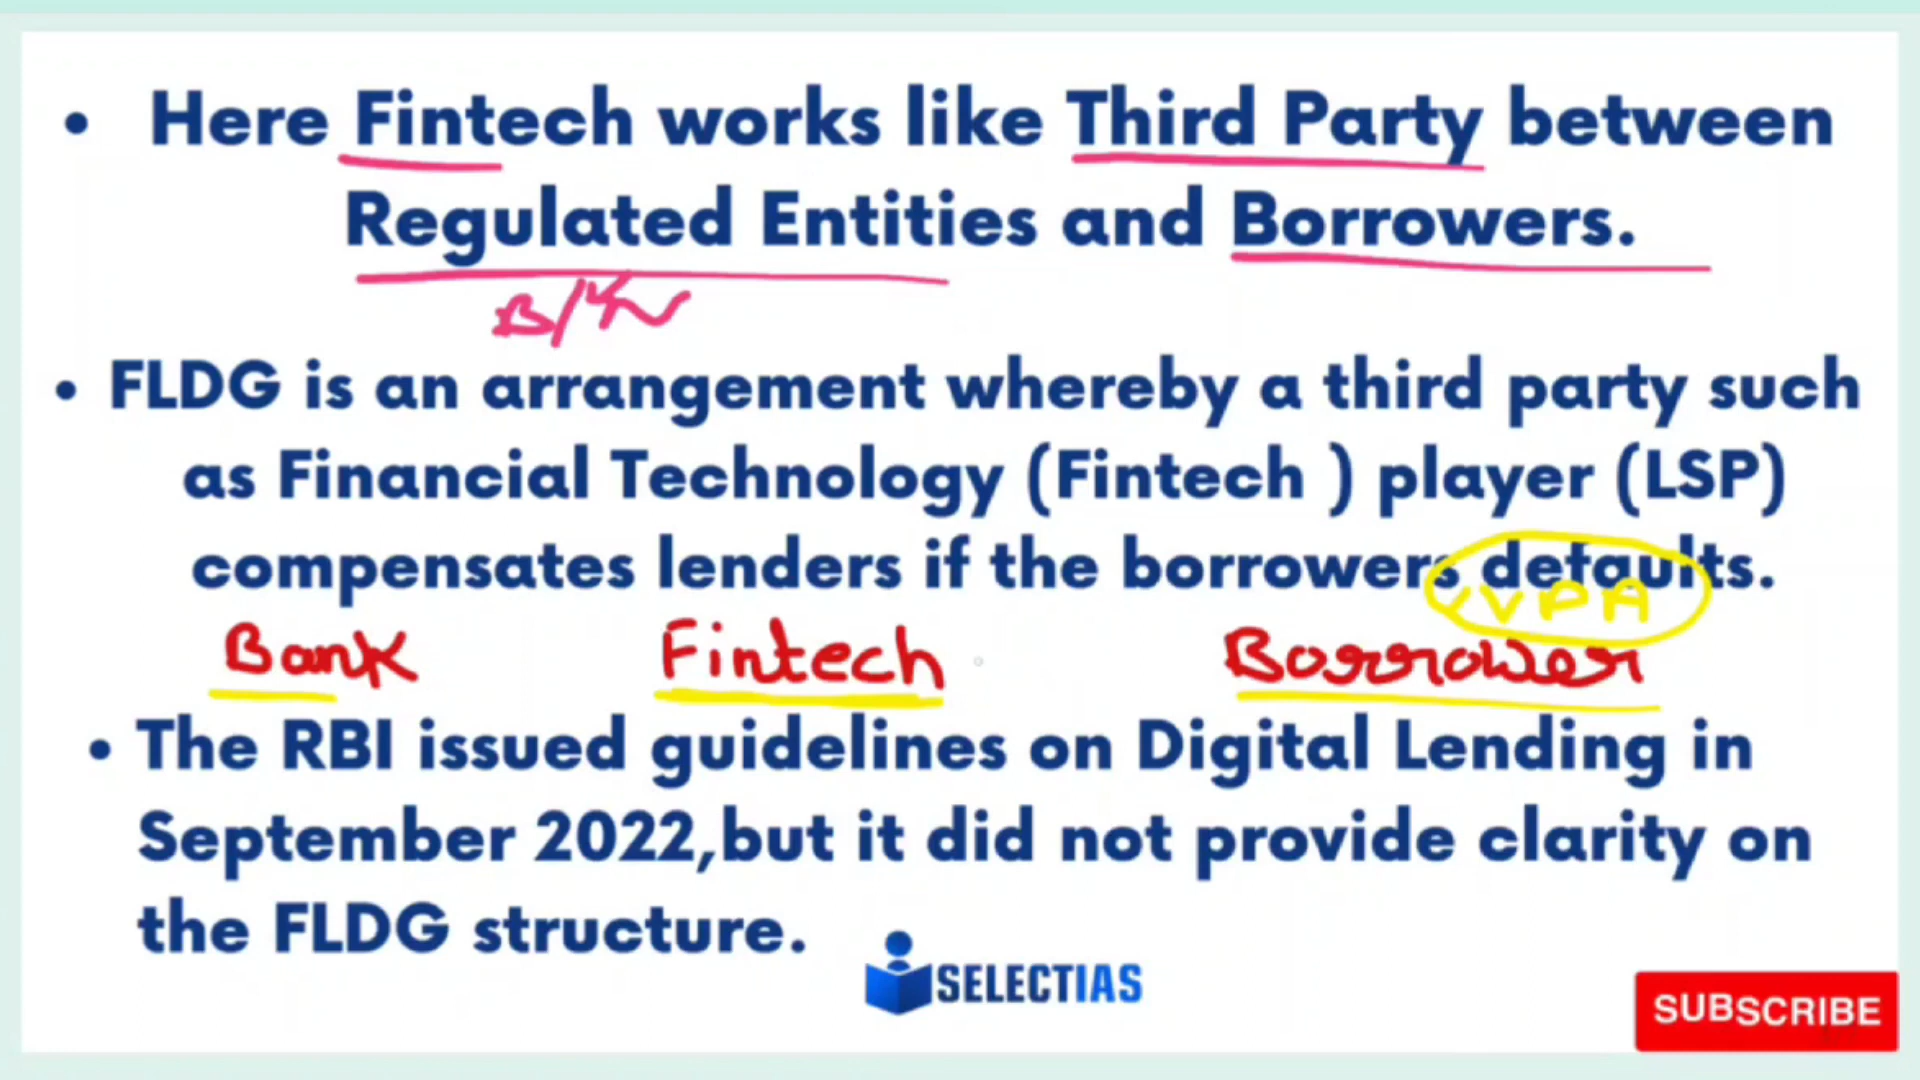 • Here Fintech works like Third Party between
Regulated Entities and Borrowers.
• FLDG is an arrangement whereby a third party such
as Financial Technology (Fintech ) player (LSP)
compensates lenders if the borrowers defaults.
Bank Fintech Borrower
• The RBI issued guidelines on Digital Lending in
September 2022,but it did not provide clarity on
the FLDG structure.
SELECTIAS
SUBSCRIBE